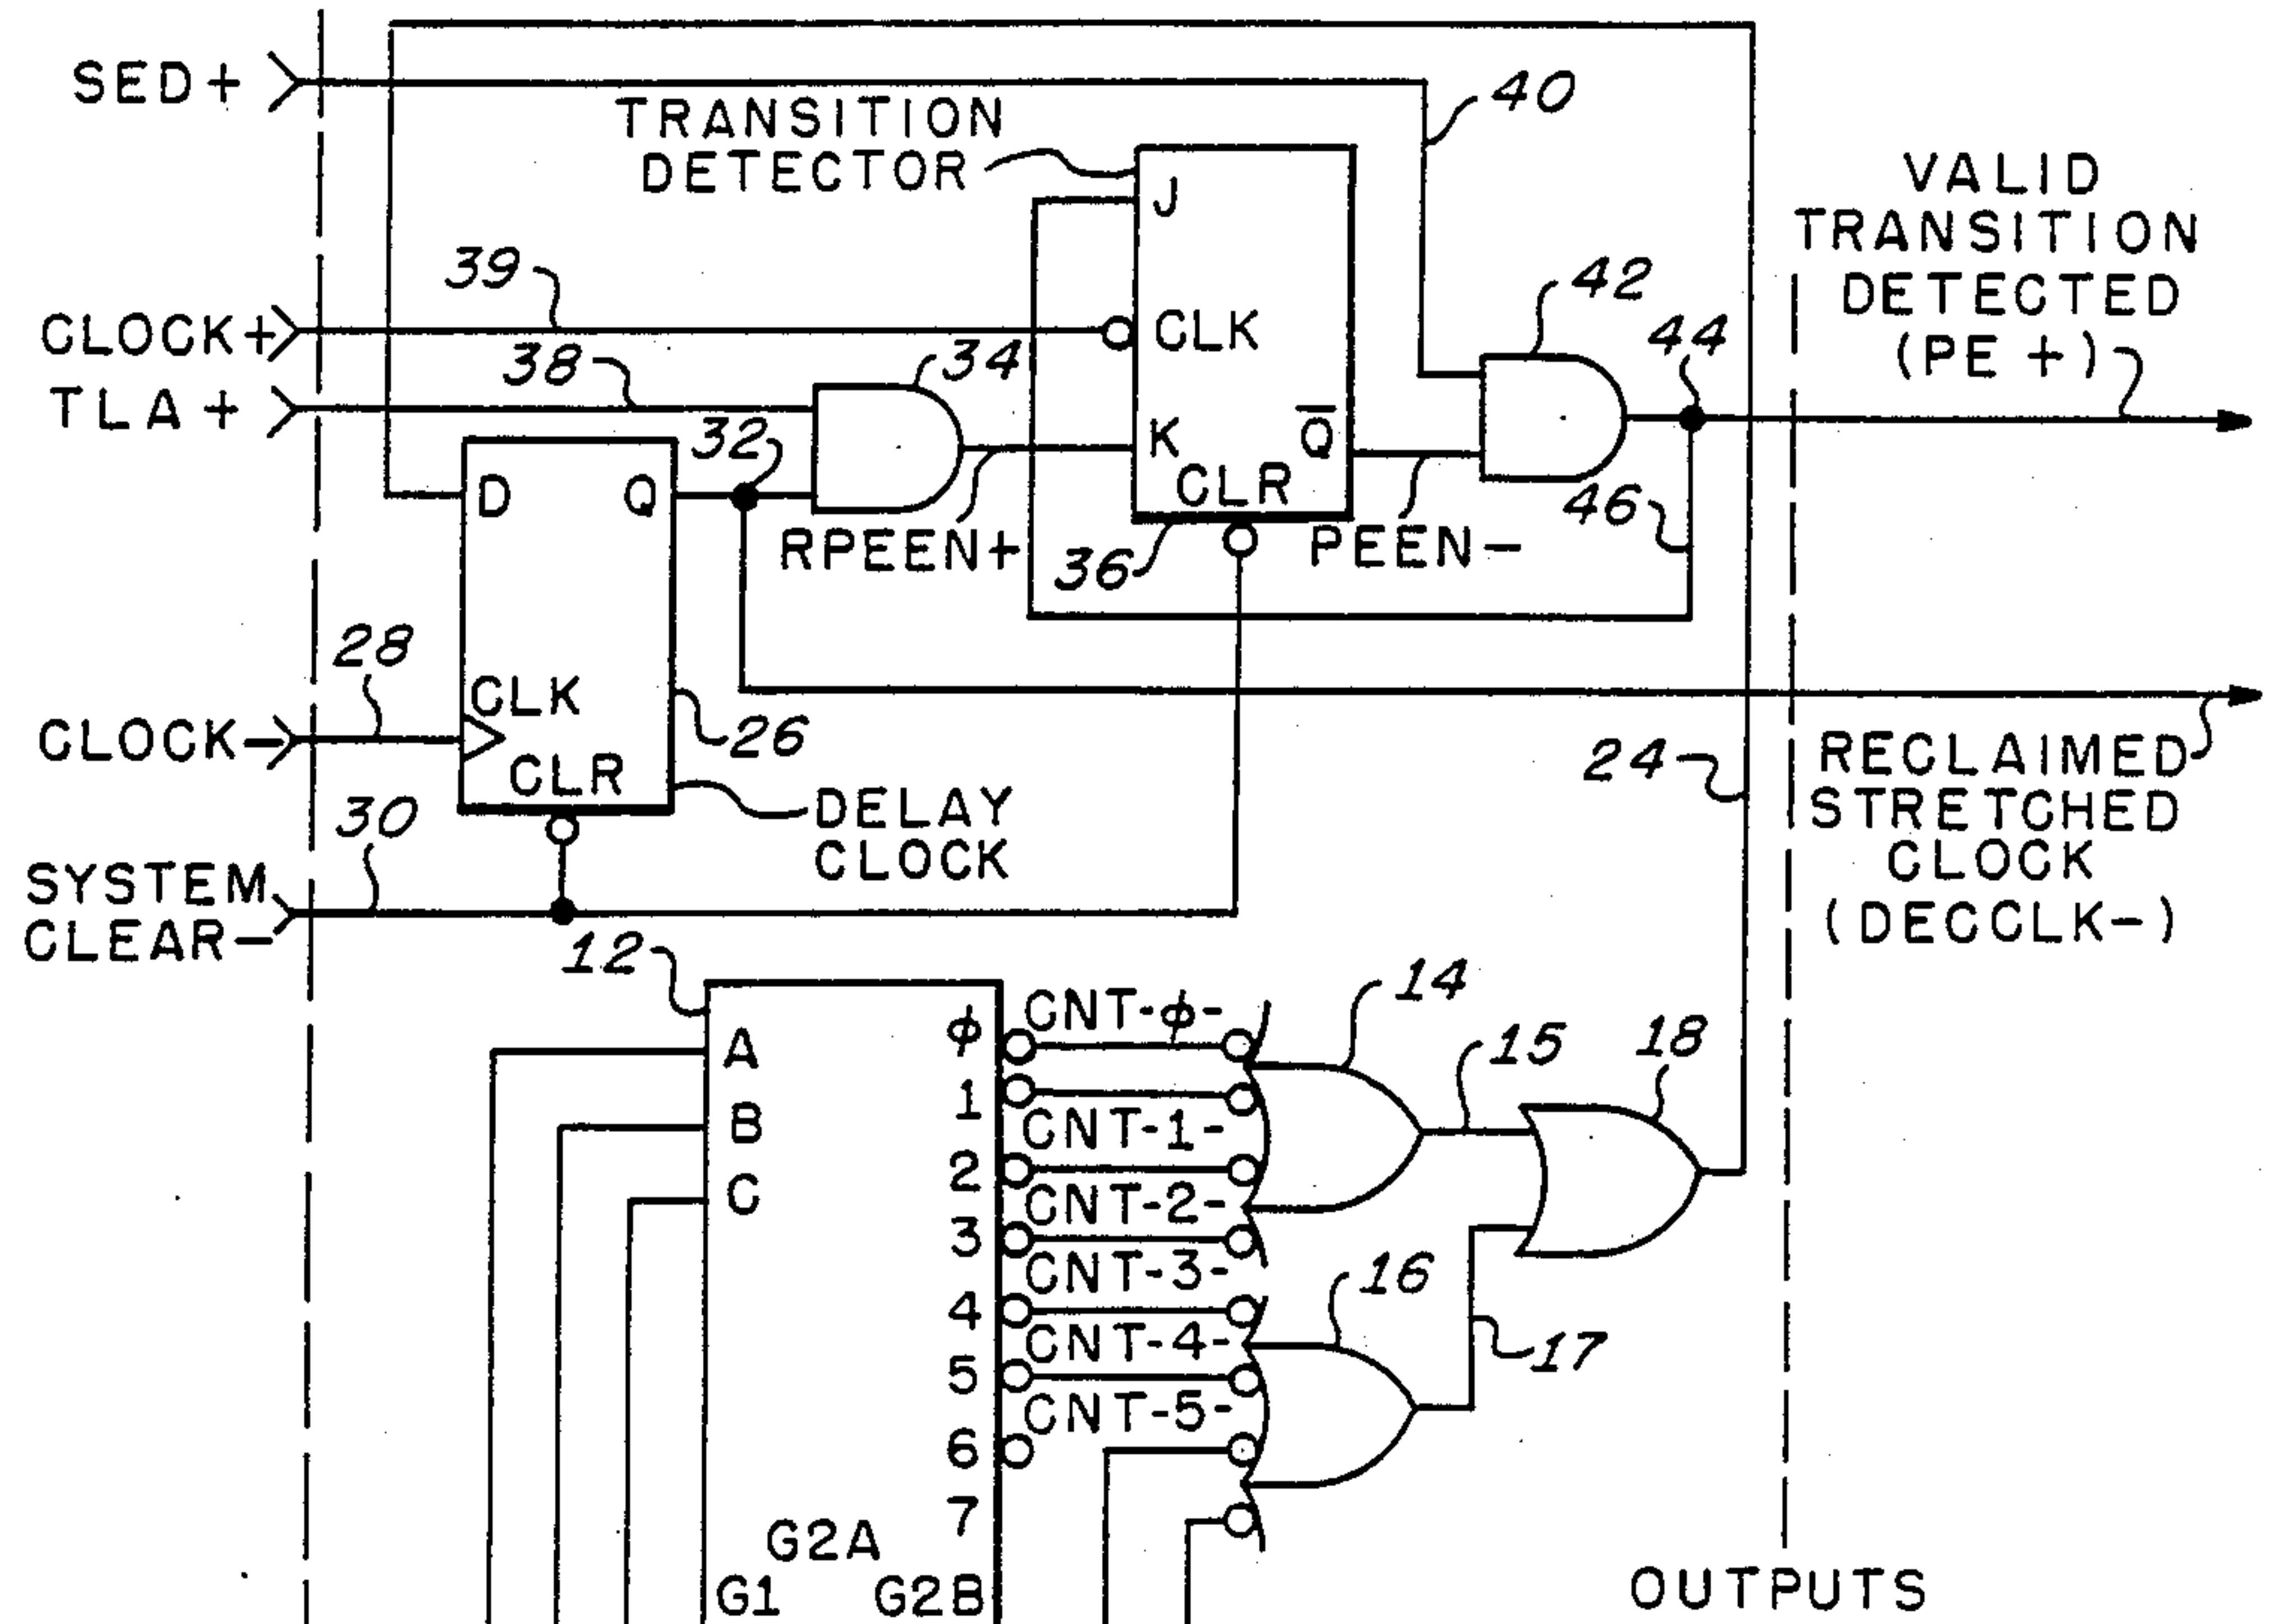 SED+
40
TRANSITION
DETECTOR
VALID
TRANSITION
DETECTED
(PE +)
J
39
42
44
CLOCK+
CLK
38
34
TLA +
32
K
Q̅
CLR
D
Q
46
RPEEN+
36
PEEN-
28
CLK
26
CLOCK-
CLR
24
RECLAIMED
STRETCHED
CLOCK
(DECCLK-)
30
DELAY
CLOCK
SYSTEM
CLEAR-
12
14
ϕ
CNT-ϕ-
A
15
18
1
B
CNT-1-
2
C
CNT-2-
3
CNT-3-
16
4
CNT-4-
17
5
CNT-5-
6
7
G2A
G1
G2B
OUTPUTS